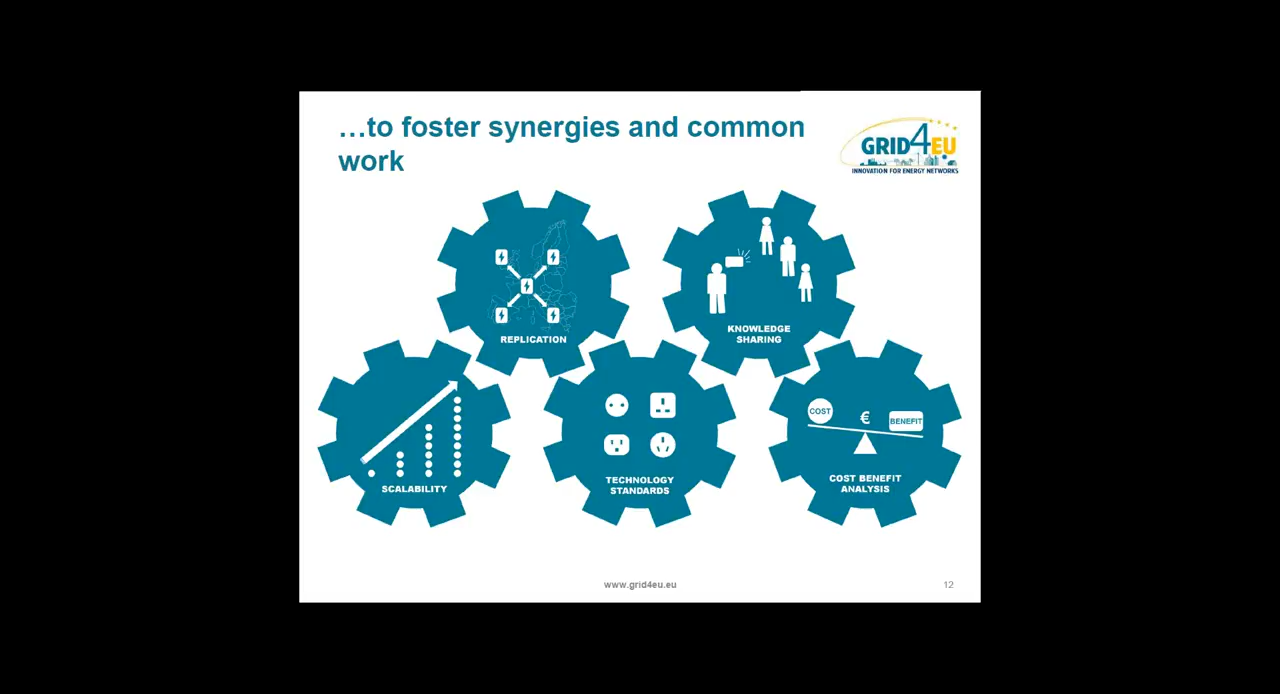 …to foster synergies and common
work
GRID4EU
INNOVATION FOR ENERGY NETWORKS
REPLICATION
KNOWLEDGE
SHARING
SCALABILITY
TECHNOLOGY
STANDARDS
COST
€
BENEFIT
COST BENEFIT
ANALYSIS
www.grid4eu.eu
12